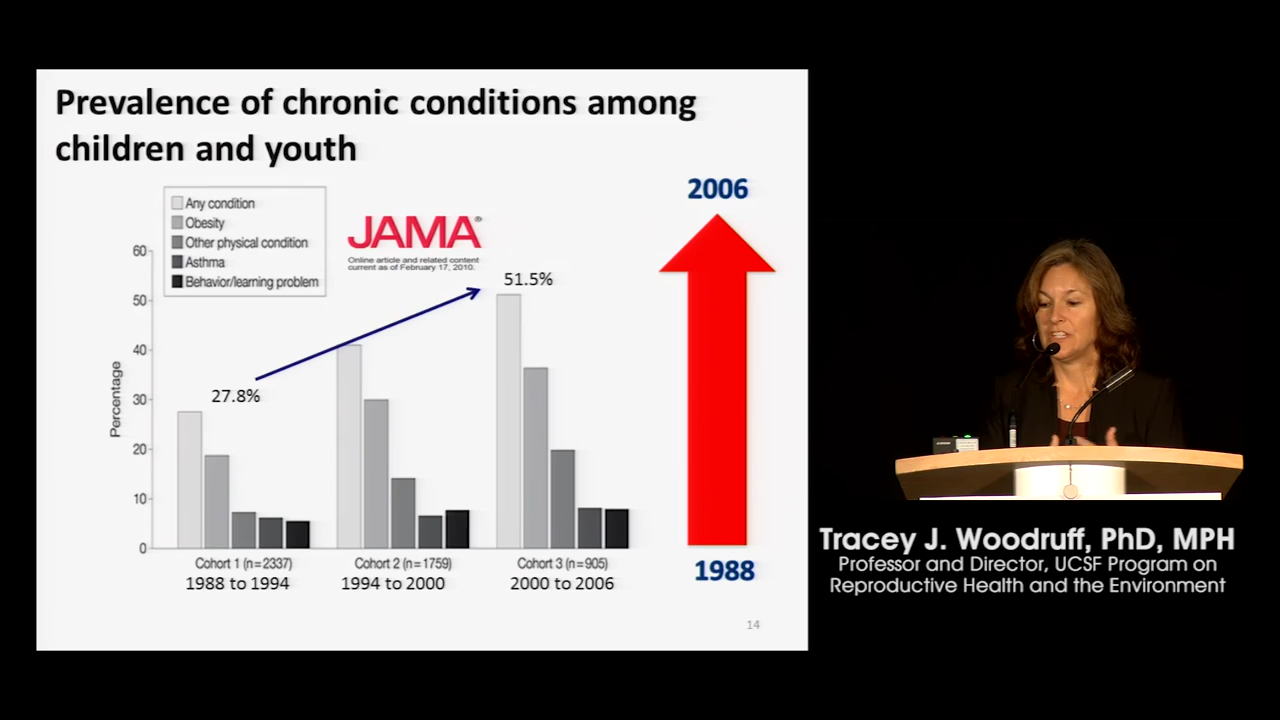 Prevalence of chronic conditions among
children and youth
Any condition
Obesity
Other physical condition
Asthma
Behavior/learning problem
JAMA®
Online article and related content
current as of February 17, 2010.
2006
1988
Percentage
60
50
40
30
20
10
0
27.8%
51.5%
Cohort 1 (n=2337)
1988 to 1994
Cohort 2 (n=1759)
1994 to 2000
Cohort 3 (n=905)
2000 to 2006
14
Tracey J. Woodruff, PhD, MPH
Professor and Director, UCSF Program on
Reproductive Health and the Environment